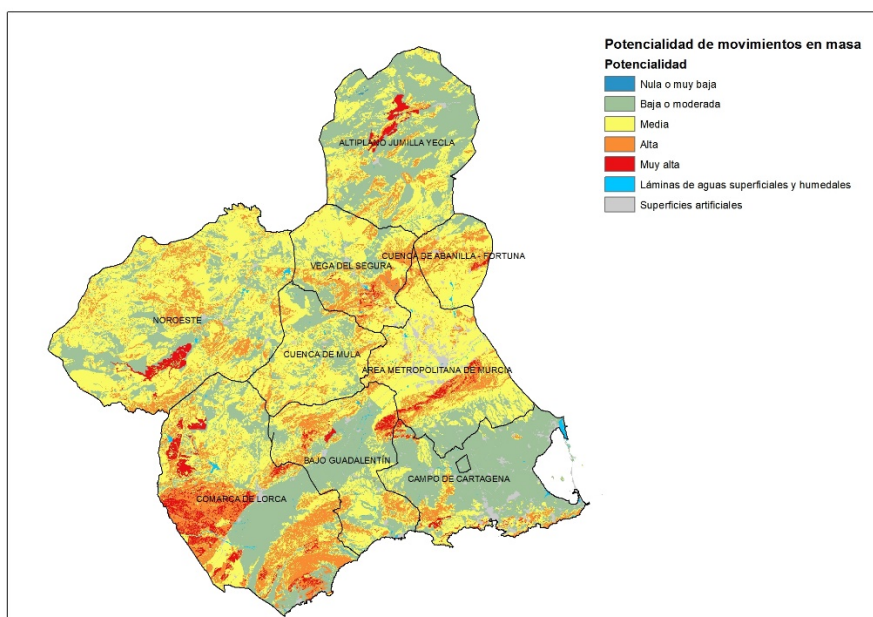 Potencialidad de movimientos en masa
Potencialidad
Nula o muy baja
Baja o moderada
Media
Alta
Muy alta
Láminas de aguas superficiales y humedales
Superficies artificiales
ALTIPLANO JUMILLA YECLA
CUENCA DE ABANILLA - FORTUNA
VEGA DEL SEGURA
NOROESTE
CUENCA DE MULA
AREA METROPOLITANA DE MURCIA
BAJO GUADALENTÍN
CAMPO DE CARTAGENA
COMARCA DE LORCA